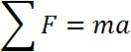 ∑ F = ma